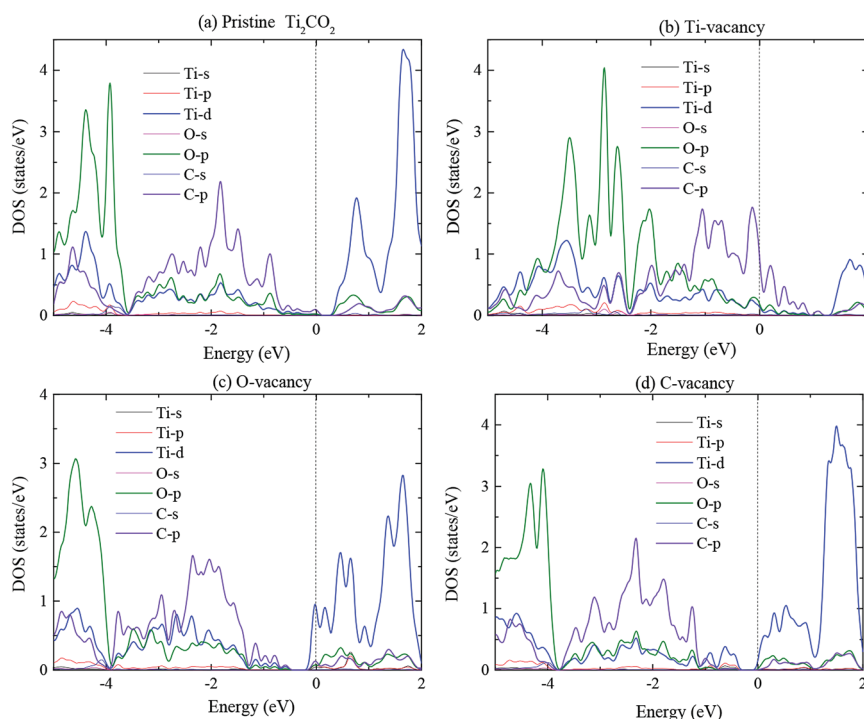 (a) Pristine Ti₂CO₂
DOS (states/eV)
4
3
2
1
0
Ti-s
Ti-p
Ti-d
O-s
O-p
C-s
C-p
-4
-2
0
2
Energy (eV)
(b) Ti-vacancy
DOS (states/eV)
4
3
2
1
0
Ti-s
Ti-p
Ti-d
O-s
O-p
C-s
C-p
-4
-2
0
2
Energy (eV)
(c) O-vacancy
DOS (states/eV)
4
3
2
1
0
Ti-s
Ti-p
Ti-d
O-s
O-p
C-s
C-p
-4
-2
0
2
Energy (eV)
(d) C-vacancy
DOS (states/eV)
4
3
2
1
0
Ti-s
Ti-p
Ti-d
O-s
O-p
C-s
C-p
-4
-2
0
2
Energy (eV)